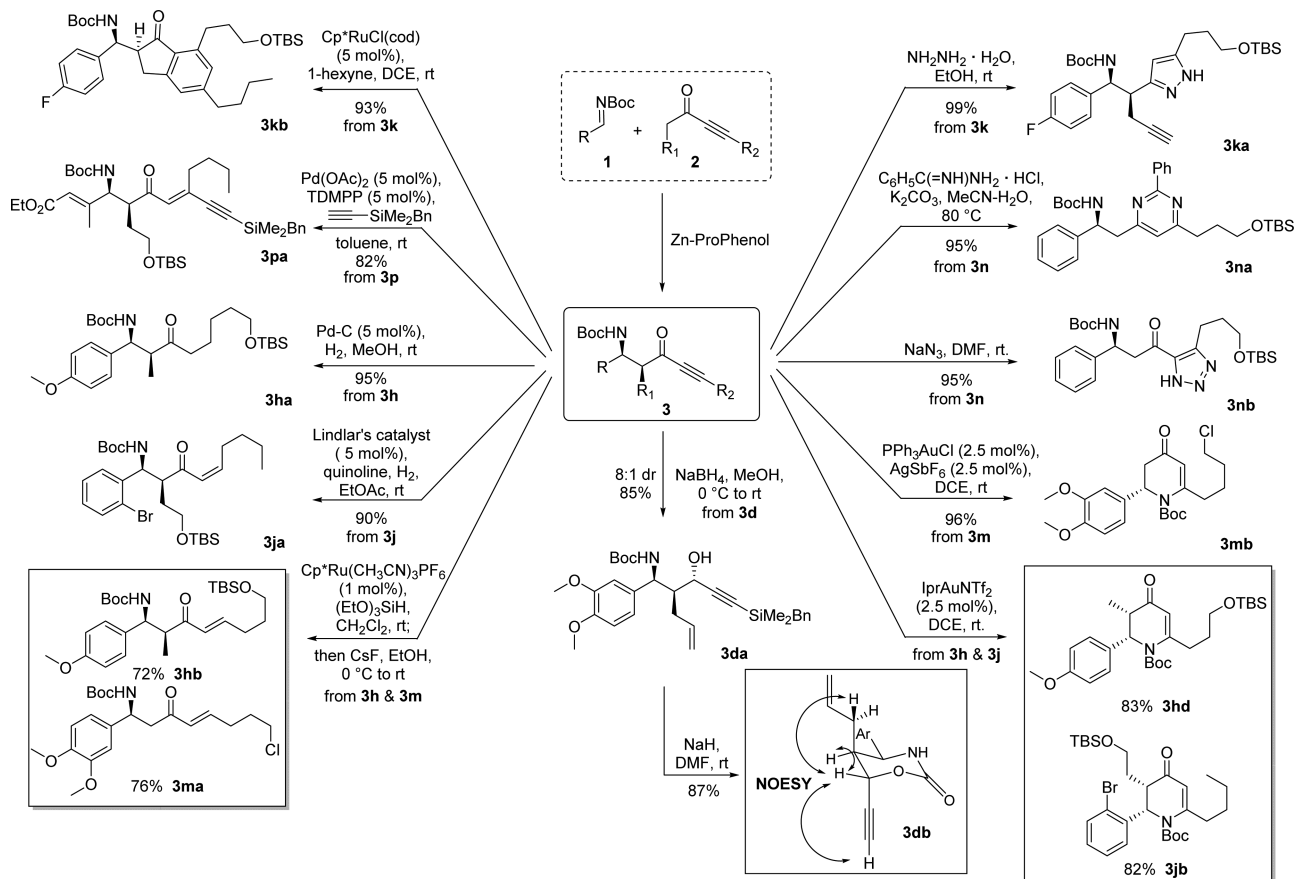 BocHN
H
O
OTBS
F
3kb
Cp*RuCl(cod)
(5 mol%),
1-hexyne, DCE, rt
93%
from 3k
BocHN
O
EtO2C
CH3
SiMe2Bn
OTBS
3pa
Pd(OAc)2 (5 mol%),
TDMPP (5 mol%),
SiMe2Bn
toluene, rt
82%
from 3p
BocHN
O
OTBS
O
3ha
Pd-C (5 mol%),
H2, MeOH, rt
95%
from 3h
BocHN
O
Br
OTBS
3ja
Lindlar's catalyst
( 5 mol%),
quinoline, H2,
EtOAc, rt
90%
from 3j
OTBS
BocHN
O
O
72% 3hb
BocHN
O
Cl
O
O
76% 3ma
Cp*Ru(CH3CN)3PF6
(1 mol%),
(EtO)3SiH,
CH2Cl2, rt;
then CsF, EtOH,
0 °C to rt
from 3h & 3m
NBoc
R
H
1
+
O
R1
R2
2
Zn-ProPhenol
BocHN
O
R
R1
R2
3
8:1 dr
85%
NaBH4, MeOH,
0 °C to rt
from 3d
BocHN
OH
O
O
SiMe2Bn
3da
NaH,
DMF, rt
87%
H
H
Ar
H
NH
H
O
O
NOESY
H
3db
NH2NH2 · H2O,
EtOH, rt
99%
from 3k
OTBS
BocHN
NH
N
F
3ka
C6H5C(=NH)NH2 · HCl,
K2CO3, MeCN-H2O,
80 °C
95%
from 3n
Ph
BocHN
N
N
OTBS
3na
NaN3, DMF, rt.
95%
from 3n
BocHN
O
OTBS
N
HN
N
3nb
PPh3AuCl (2.5 mol%),
AgSbF6 (2.5 mol%),
DCE, rt
96%
from 3m
O
Cl
O
O
N
Boc
3mb
IprAuNTf2
(2.5 mol%),
DCE, rt.
from 3h & 3j
O
OTBS
N
Boc
O
83% 3hd
TBSO
O
Br
N
Boc
82% 3jb